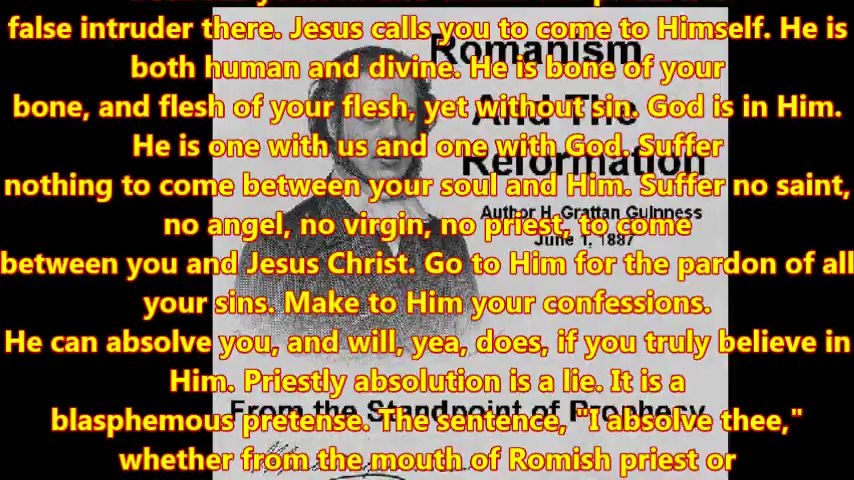 false intruder there. Jesus calls you to come to Himself. He is
both human and divine. He is bone of your
bone, and flesh of your flesh, yet without sin. God is in Him.
He is one with us and one with God. Suffer
nothing to come between your soul and Him. Suffer no saint,
no angel, no virgin, no priest, to come
between you and Jesus Christ. Go to Him for the pardon of all
your sins. Make to Him your confessions.
He can absolve you, and will, yea, does, if you truly believe in
Him. Priestly absolution is a lie. It is a
blasphemous pretense. The sentence, "I absolve thee,"
whether from the mouth of Romish priest or
Romanism
And The
Reformation
Author H. Grattan Guinness
June 1, 1887
From the Standpoint of Prophecy